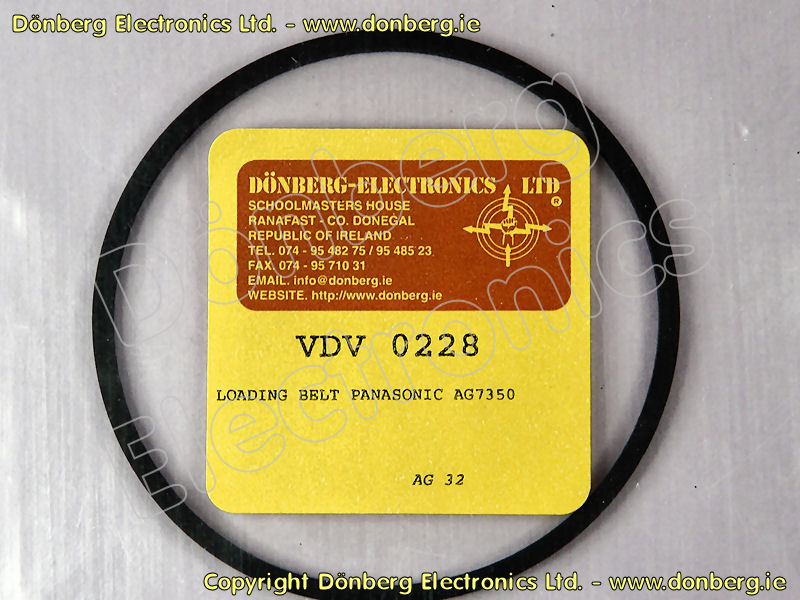 Dönberg Electronics Ltd. - www.donberg.ie
DÖNBERG-ELECTRONICS LTD
®
SCHOOLMASTERS HOUSE
RANAFAST - CO. DONEGAL
REPUBLIC OF IRELAND
TEL. 074 - 95 482 75 / 95 485 23
FAX. 074 - 95 710 31
EMAIL. info@donberg.ie
WEBSITE. http://www.donberg.ie
VDV 0228
LOADING BELT PANASONIC AG7350
AG 32
Dönberg
Electronics
Copyright Dönberg Electronics Ltd. - www.donberg.ie